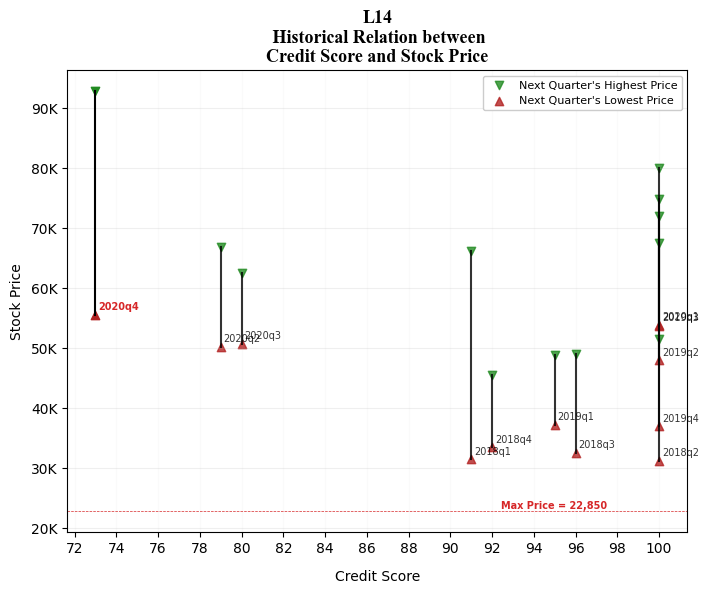 L14
Historical Relation between
Credit Score and Stock Price
Next Quarter's Highest Price
Next Quarter's Lowest Price
Stock Price
90K
80K
70K
60K
50K
40K
30K
20K
2020q4
2020q2
2020q3
2018q1
2018q4
2019q1
2018q3
2019q3
2019q2
2019q4
2018q2
Max Price = 22,850
72 74 76 78 80 82 84 86 88 90 92 94 96 98 100
Credit Score